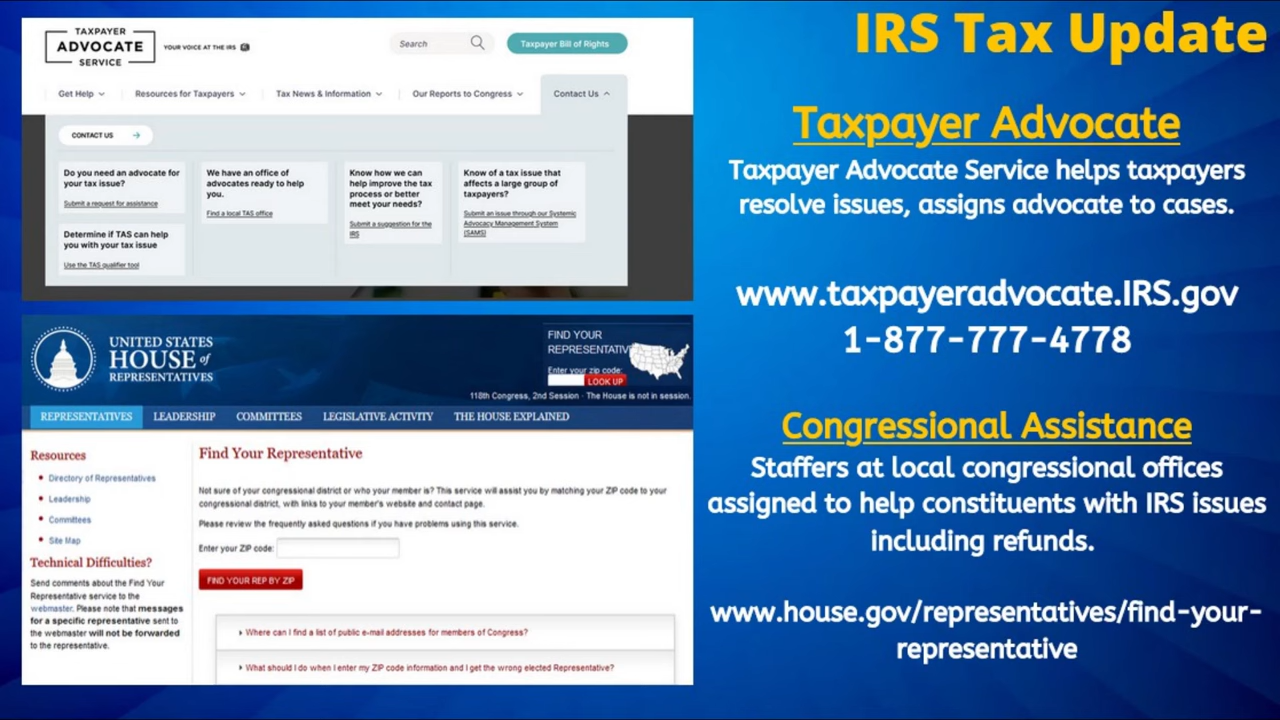 TAXPAYER
ADVOCATE
SERVICE
YOUR VOICE AT THE IRS
Search
Taxpayer Bill of Rights
Get Help
Resources for Taxpayers
Tax News & Information
Our Reports to Congress
Contact Us
CONTACT US
Do you need an advocate for
your tax issue?
Submit a request for assistance
Determine if TAS can help
you with your tax issue
Use the TAS qualifier tool
We have an office of
advocates ready to help
you.
Find a local TAS office
Know how we can
help improve the tax
process or better
meet your needs?
Submit a suggestion for the
IRS
Know of a tax issue that
affects a large group of
taxpayers?
Submit an issue through our Systemic
Advocacy Management System
(SAMS)
UNITED STATES
HOUSE of
REPRESENTATIVES
FIND YOUR
REPRESENTATIV
Enter your zip code:
LOOK UP
118th Congress, 2nd Session · The House is not in session.
REPRESENTATIVES
LEADERSHIP
COMMITTEES
LEGISLATIVE ACTIVITY
THE HOUSE EXPLAINED
Resources
Directory of Representatives
Leadership
Committees
Site Map
Technical Difficulties?
Send comments about the Find Your
Representative service to the
webmaster. Please note that messages
for a specific representative sent to
the webmaster will not be forwarded
to the representative.
Find Your Representative
Not sure of your congressional district or who your member is? This service will assist you by matching your ZIP code to your
congressional district, with links to your member's website and contact page.
Please review the frequently asked questions if you have problems using this service.
Enter your ZIP code:
FIND YOUR REP BY ZIP
Where can I find a list of public e-mail addresses for members of Congress?
What should I do when I enter my ZIP code information and I get the wrong elected Representative?
IRS Tax Update
Taxpayer Advocate
Taxpayer Advocate Service helps taxpayers
resolve issues, assigns advocate to cases.
www.taxpayeradvocate.IRS.gov
1-877-777-4778
Congressional Assistance
Staffers at local congressional offices
assigned to help constituents with IRS issues
including refunds.
www.house.gov/representatives/find-your-
representative